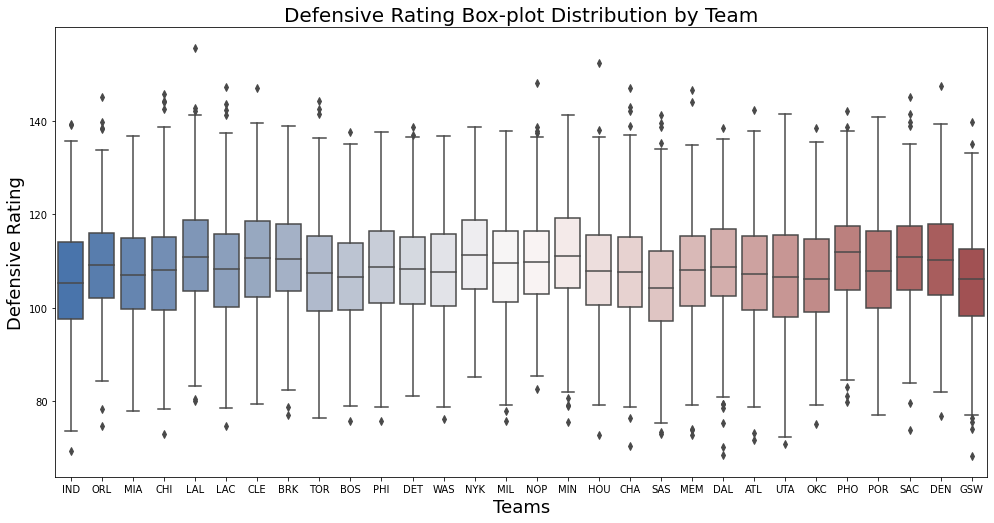 Defensive Rating Box-plot Distribution by Team
Defensive Rating
140
120
100
80
IND ORL MIA CHI LAL LAC CLE BRK TOR BOS PHI DET WAS NYK MIL NOP MIN HOU CHA SAS MEM DAL ATL UTA OKC PHO POR SAC DEN GSW
Teams